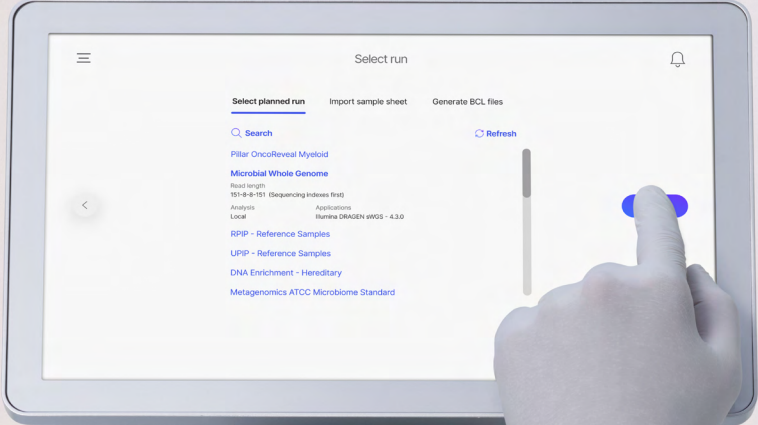 Select run
Select planned run Import sample sheet Generate BCL files
Search Refresh
Pillar OncoReveal Myeloid
Microbial Whole Genome
Read length
151-8-8-151 (Sequencing indexes first)
Analysis Applications
Local Illumina DRAGEN sWGS - 4.3.0
RPIP - Reference Samples
UPIP - Reference Samples
DNA Enrichment - Hereditary
Metagenomics ATCC Microbiome Standard